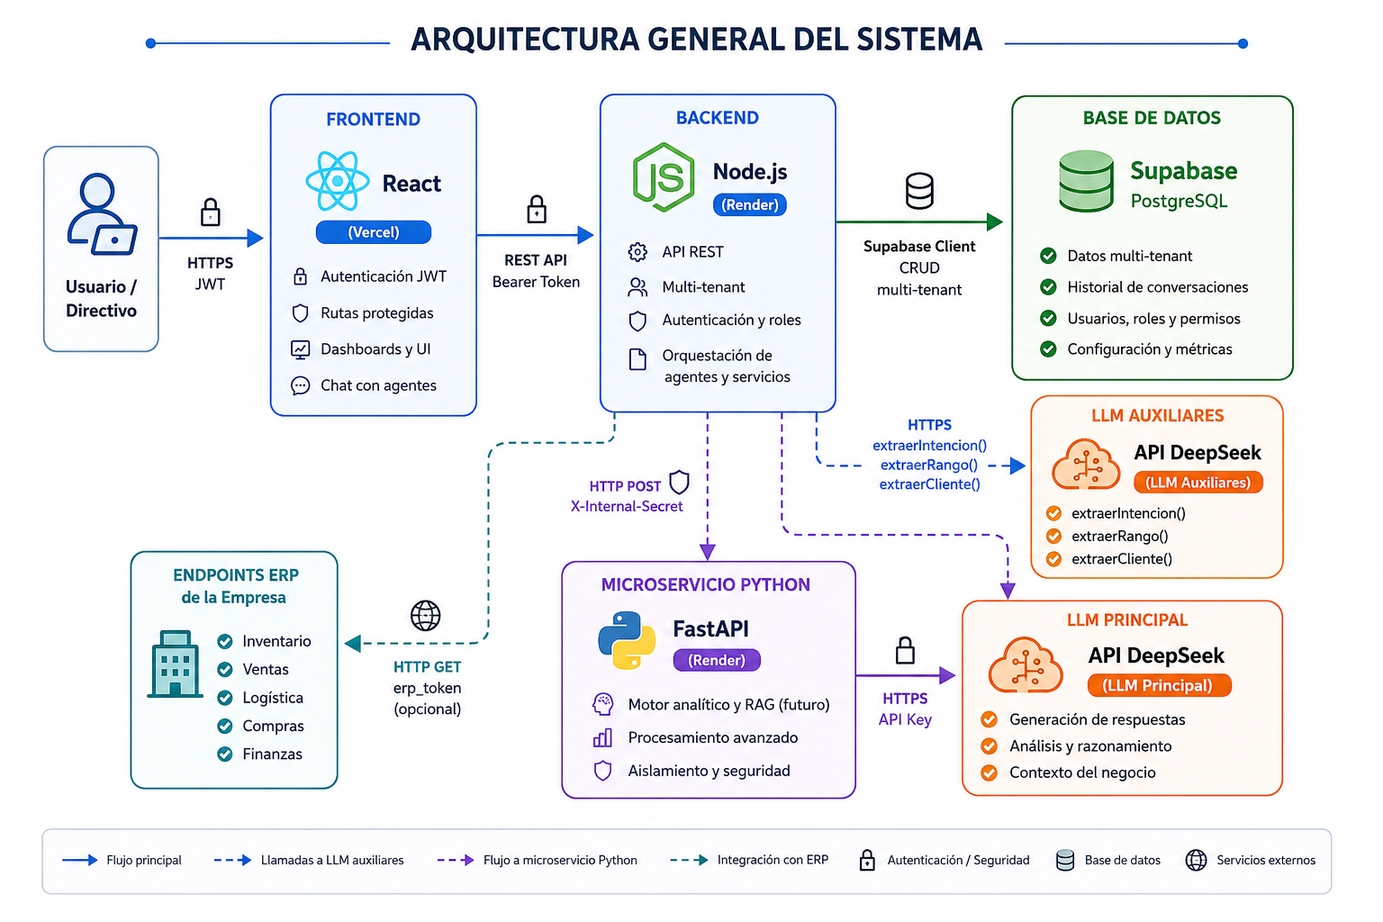 ARQUITECTURA GENERAL DEL SISTEMA
Usuario /
Directivo
HTTPS
JWT
FRONTEND
React
(Vercel)
Autenticación JWT
Rutas protegidas
Dashboards y UI
Chat con agentes
REST API
Bearer Token
BACKEND
JS
Node.js
(Render)
API REST
Multi-tenant
Autenticación y roles
Orquestación de
agentes y servicios
Supabase Client
CRUD
multi-tenant
BASE DE DATOS
Supabase
PostgreSQL
Datos multi-tenant
Historial de conversaciones
Usuarios, roles y permisos
Configuración y métricas
HTTPS
extraerIntencion()
extraerRango()
extraerCliente()
LLM AUXILIARES
API DeepSeek
(LLM Auxiliares)
extraerIntencion()
extraerRango()
extraerCliente()
HTTP POST
X-Internal-Secret
ENDPOINTS ERP
de la Empresa
Inventario
Ventas
Logística
Compras
Finanzas
HTTP GET
erp_token
(opcional)
MICROSERVICIO PYTHON
FastAPI
(Render)
Motor analítico y RAG (futuro)
Procesamiento avanzado
Aislamiento y seguridad
HTTPS
API Key
LLM PRINCIPAL
API DeepSeek
(LLM Principal)
Generación de respuestas
Análisis y razonamiento
Contexto del negocio
Flujo principal
Llamadas a LLM auxiliares
Flujo a microservicio Python
Integración con ERP
Autenticación / Seguridad
Base de datos
Servicios externos